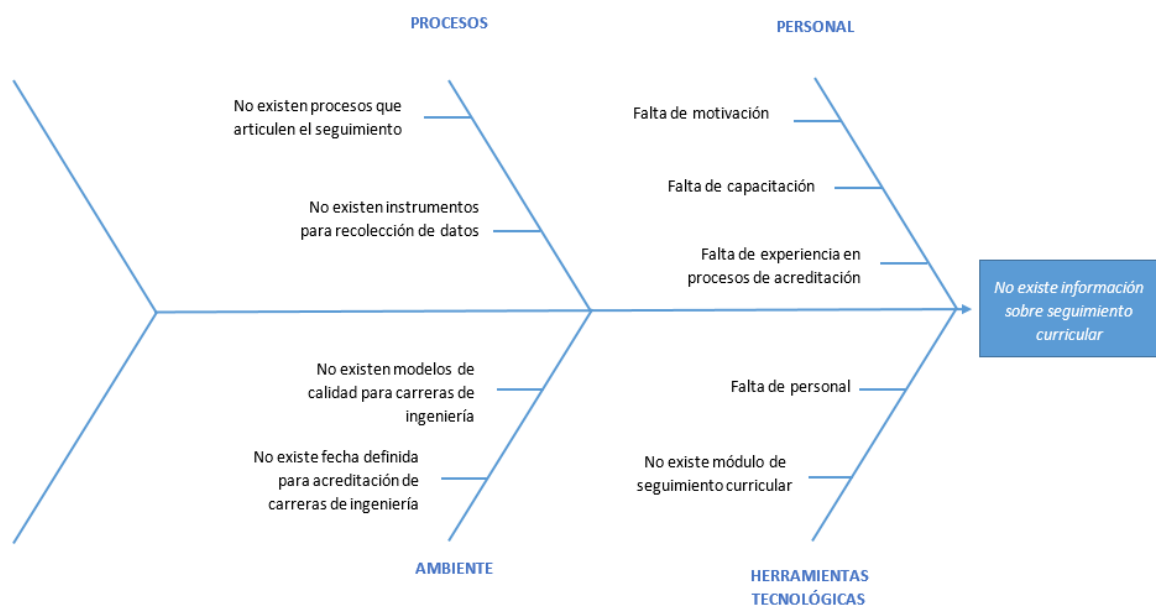 PROCESOS
PERSONAL
No existen procesos que
articulen el seguimiento
Falta de motivación
Falta de capacitación
No existen instrumentos
para recolección de datos
Falta de experiencia en
procesos de acreditación
No existe información
sobre seguimiento
curricular
No existen modelos de
calidad para carreras de
ingeniería
Falta de personal
No existe fecha definida
para acreditación de
carreras de ingeniería
No existe módulo de
seguimiento curricular
AMBIENTE
HERRAMIENTAS
TECNOLÓGICAS